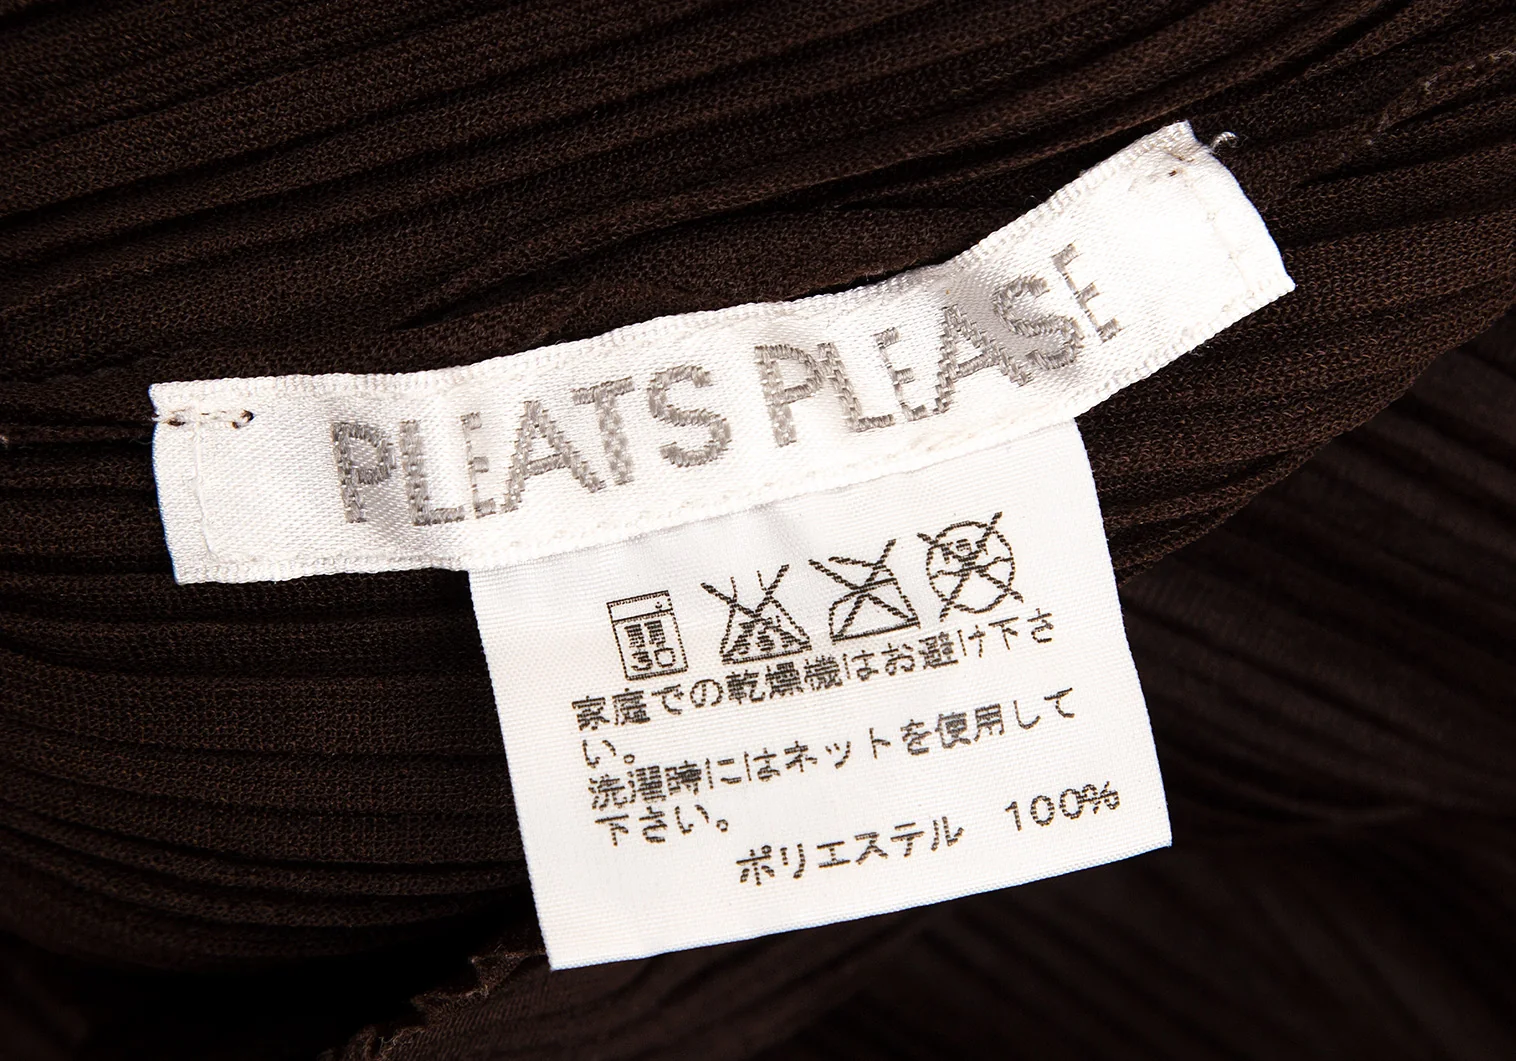 PLEATS PLEASE
家庭での乾燥機はお避け下さ
い。
洗濯時にはネットを使用して
下さい。
ポリエステル 100%